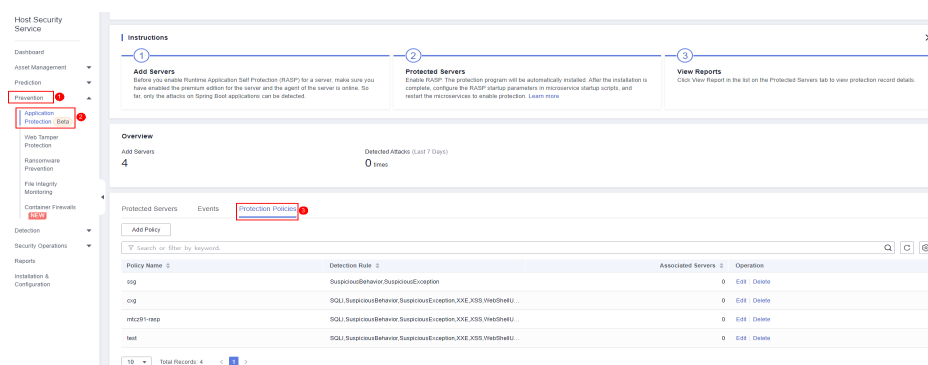 Host Security
Service
Dashboard
Asset Management
Prediction
Prevention 1
Application
Protection Beta 2
Web Tamper
Protection
Ransomware
Prevention
File Integrity
Monitoring
Container Firewalls
NEW
Detection
Security Operations
Reports
Installation &
Configuration
Instructions
1
Add Servers
Before you enable Runtime Application Self Protection (RASP) for a server, make sure you
have enabled the premium edition for the server and the agent of the server is online. So
far, only the attacks on Spring Boot applications can be detected.
2
Protected Servers
Enable RASP. The protection program will be automatically installed. After the installation is
complete, configure the RASP startup parameters in microservice startup scripts, and
restart the microservices to enable protection. Learn more
3
View Reports
Click View Report in the list on the Protected Servers tab to view protection record details.
Overview
Add Servers
4
Detected Attacks (Last 7 Days)
0 times
Protected Servers Events Protection Policies 3
Add Policy
Search or filter by keyword.
Policy Name Detection Rule Associated Servers Operation
ssg SuspiciousBehavior,SuspiciousException 0 Edit Delete
cxg SQLI,SuspiciousBehavior,SuspiciousException,XXE,XSS,WebShellU... 0 Edit Delete
mtcz91-rasp SQLI,SuspiciousBehavior,SuspiciousException,XXE,XSS,WebShellU... 0 Edit Delete
test SQLI,SuspiciousBehavior,SuspiciousException,XXE,XSS,WebShellU... 0 Edit Delete
10 Total Records: 4 < 1 >